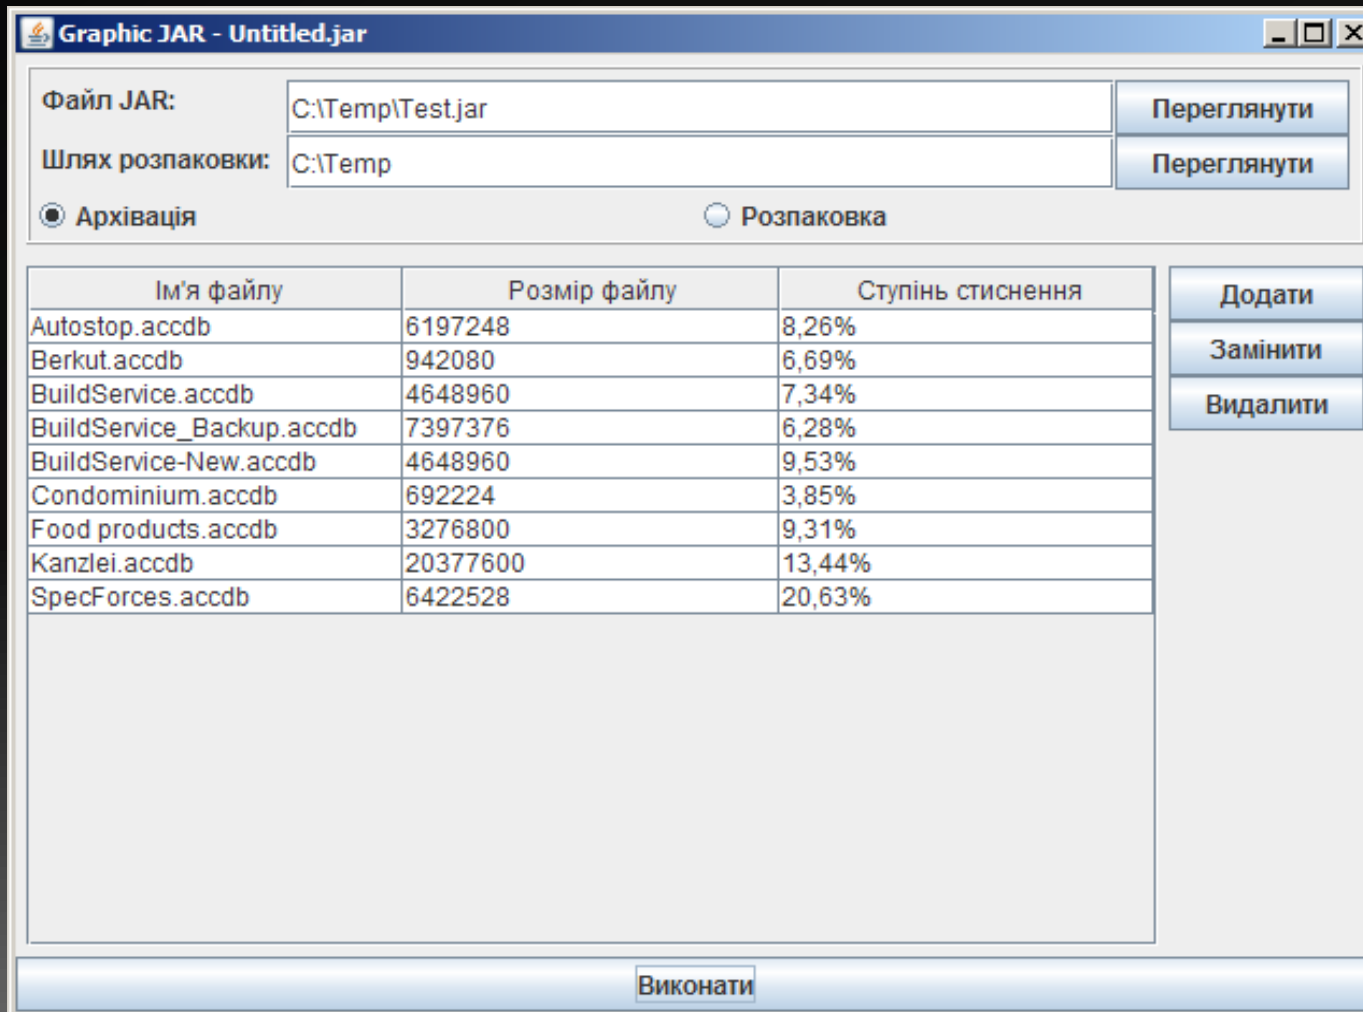 Graphic JAR - Untitled.jar
Файл JAR: C:\Temp\Test.jar Переглянути
Шлях розпаковки: C:\Temp Переглянути
Архівація Розпаковка
Ім'я файлу Розмір файлу Ступінь стиснення
Autostop.accdb 6197248 8,26%
Berkut.accdb 942080 6,69%
BuildService.accdb 4648960 7,34%
BuildService_Backup.accdb 7397376 6,28%
BuildService-New.accdb 4648960 9,53%
Condominium.accdb 692224 3,85%
Food products.accdb 3276800 9,31%
Kanzlei.accdb 20377600 13,44%
SpecForces.accdb 6422528 20,63%
Додати
Замінити
Видалити
Виконати